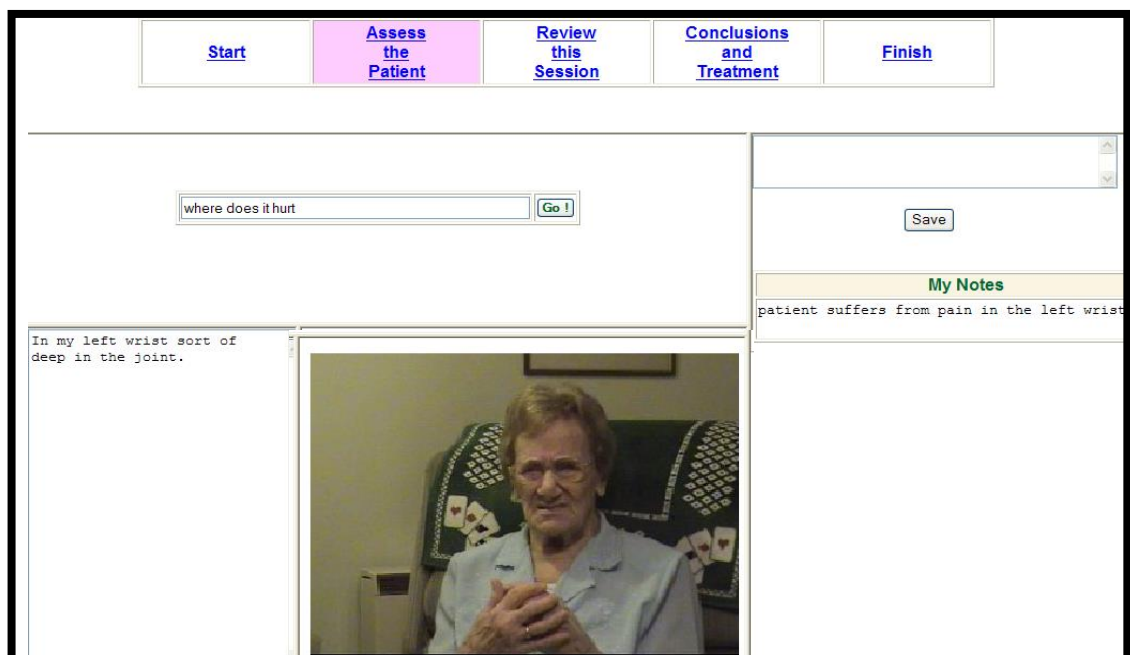 Start
Assess
the
Patient
Review
this
Session
Conclusions
and
Treatment
Finish
where does it hurt
Go !
Save
My Notes
patient suffers from pain in the left wrist
In my left wrist sort of
deep in the joint.